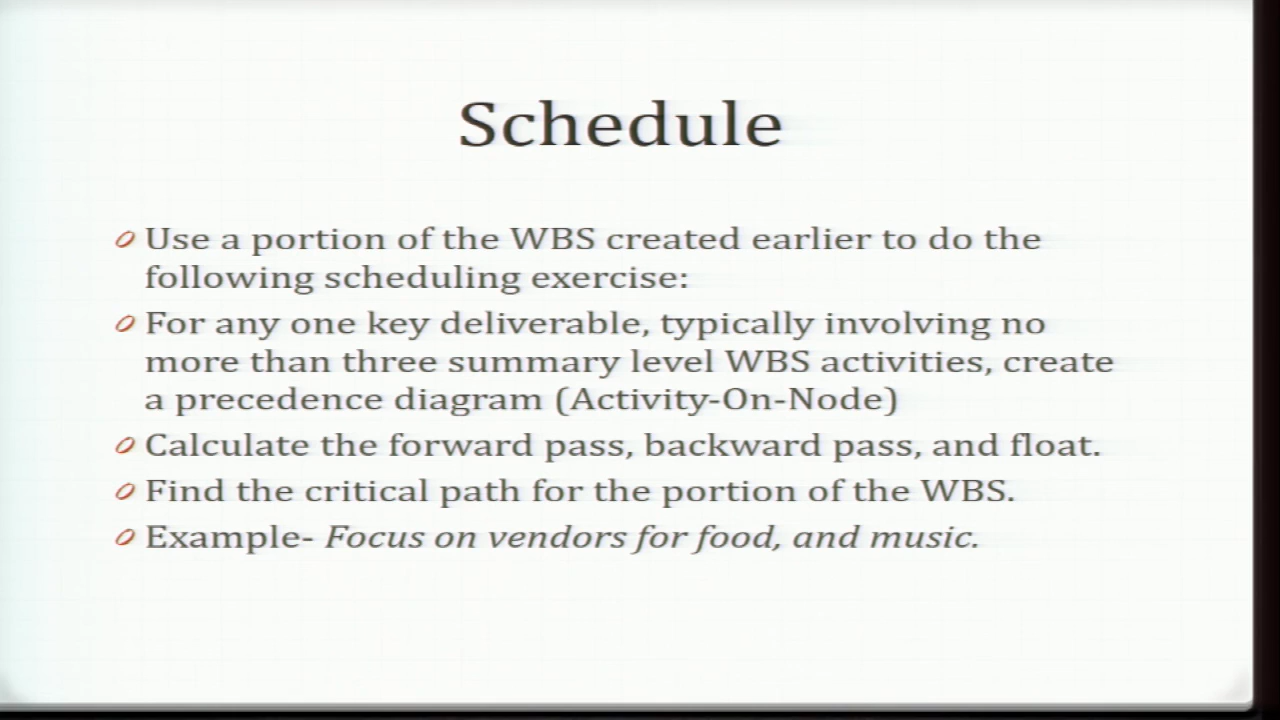 Schedule
Use a portion of the WBS created earlier to do the
following scheduling exercise:
For any one key deliverable, typically involving no
more than three summary level WBS activities, create
a precedence diagram (Activity-On-Node)
Calculate the forward pass, backward pass, and float.
Find the critical path for the portion of the WBS.
Example- Focus on vendors for food, and music.